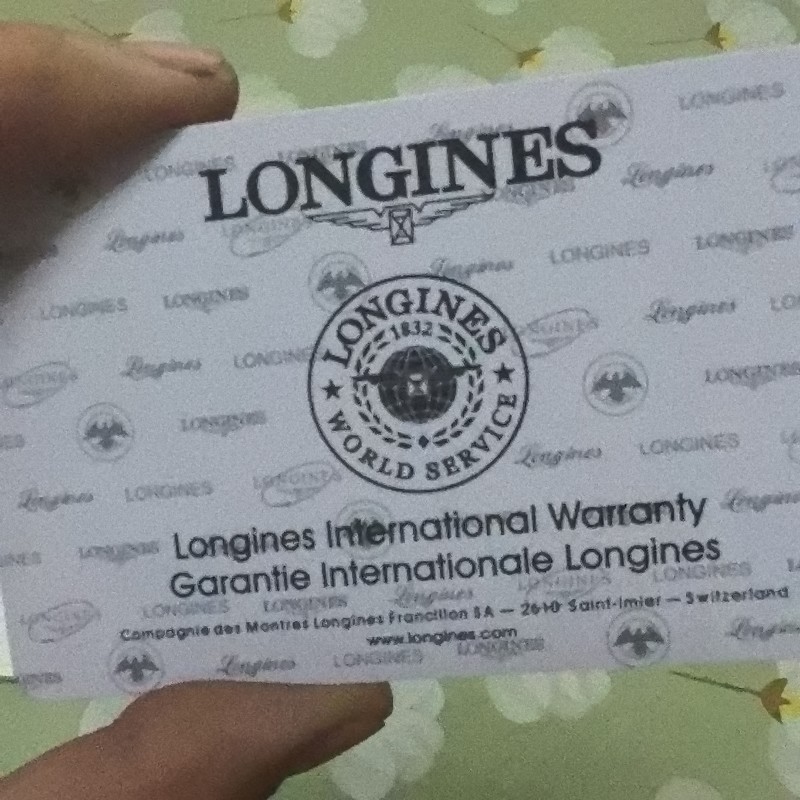 LONGINES
LONGINES
1832
WORLD SERVICE
Longines International Warranty
Garantie Internationale Longines
Compagnie des Montres Longines Francillon SA — 2610 Saint-Imier — Switzerland
www.longines.com